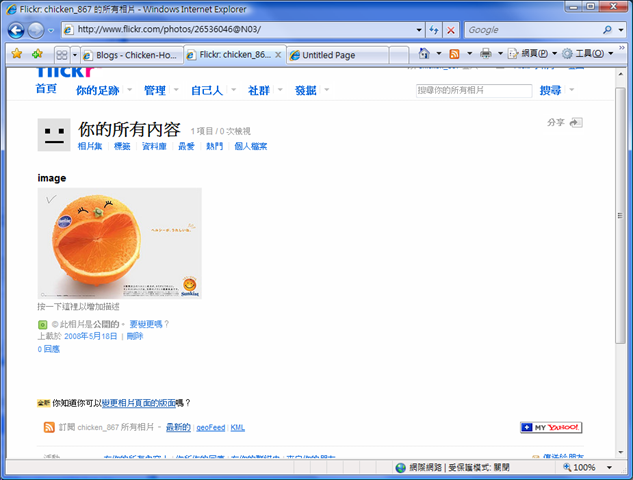 Flickr: chicken_867 的所有相片 - Windows Internet Explorer
http://www.flickr.com/photos/26536046@N03/
Google
Blogs - Chicken-Ho...
Flickr: chicken_86...
Untitled Page
網頁(P)
工具(O)
flickr
首頁 你的足跡 管理 自己人 社群 發掘
搜尋你的所有相片 搜尋
你的所有內容 1 項目 / 0 次檢視
分享
相片集 標籤 資料庫 最愛 熱門 個人檔案
image
Sunkist
按一下這裡以增加描述
© 此相片是公開的。 要變更嗎？
上載於 2008年5月18日 | 刪除
0 回應
全新 你知道你可以變更相片頁面的版面嗎？
訂閱 chicken_867 所有相片 - 最新的 | geoFeed | KML
MY YAHOO!
網際網路 | 受保護模式: 關閉
100%